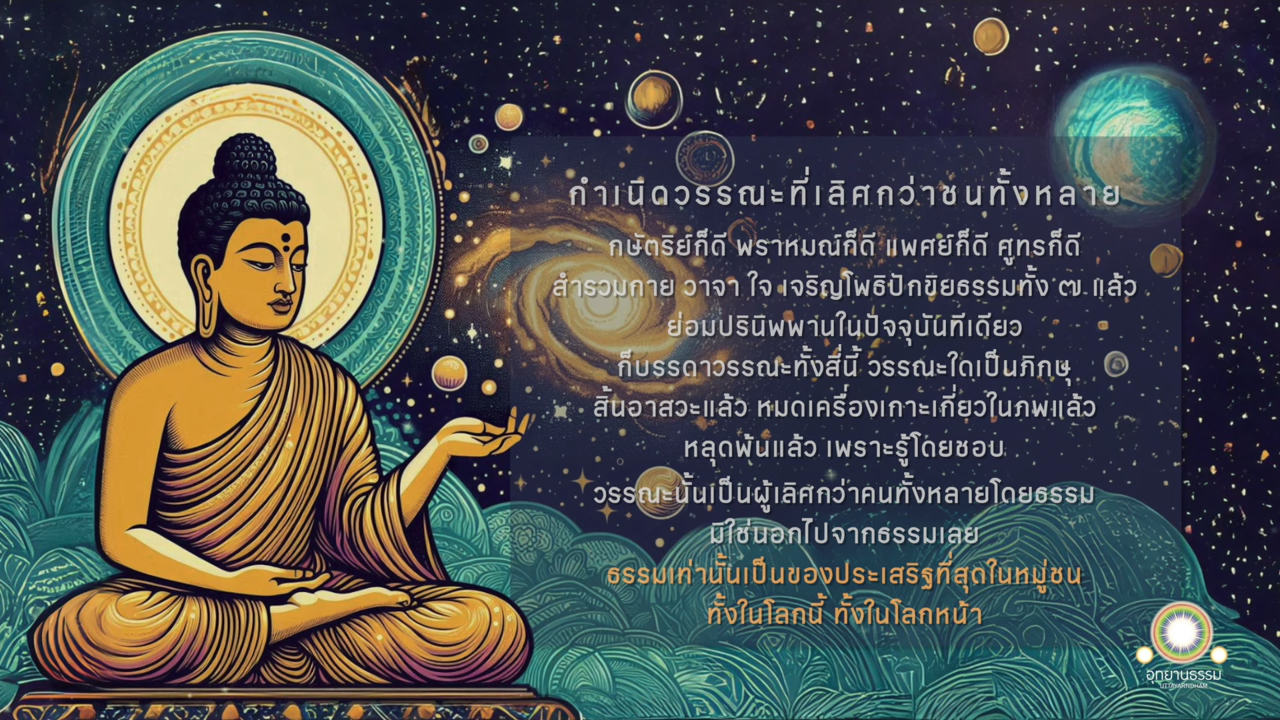 กำเนิดวรรณะที่เลิศกว่าชนทั้งหลาย
กษัตริย์ก็ดี พราหมณ์ก็ดี แพศย์ก็ดี ศูทรก็ดี
สำรวมกาย วาจา ใจ เจริญโพธิปักขิยธรรมทั้ง ๗ แล้ว
ย่อมปรินิพพานในปัจจุบันทีเดียว
ก็บรรดาวรรณะทั้งสี่นี้ วรรณะใดเป็นภิกษุ
สิ้นอาสวะแล้ว หมดเครื่องเกาะเกี่ยวในภพแล้ว
หลุดพ้นแล้ว เพราะรู้โดยชอบ
วรรณะนั้นเป็นผู้เลิศกว่าคนทั้งหลายโดยธรรม
มิใช่นอกไปจากธรรมเลย
ธรรมเท่านั้นเป็นของประเสริฐที่สุดในหมู่ชน
ทั้งในโลกนี้ ทั้งในโลกหน้า
อุทยานธรรม
UTTAYARNDHAM